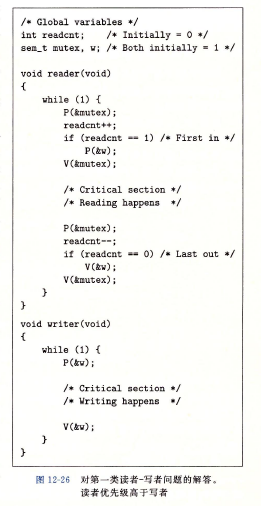 /* Global variables */
int readcnt;    /* Initially = 0 */
sem_t mutex, w; /* Both initially = 1 */
void reader(void)
{
    while (1) {
        P(&mutex);
        readcnt++;
        if (readcnt == 1) /* First in */
            P(&w);
        V(&mutex);
        /* Critical section */
        /* Reading happens  */
        P(&mutex);
        readcnt--;
        if (readcnt == 0) /* Last out */
            V(&w);
        V(&mutex);
    }
}
void writer(void)
{
    while (1) {
        P(&w);
        /* Critical section */
        /* Writing happens  */
        V(&w);
    }
}
图 12-26 对第一类读者-写者问题的解答。
读者优先级高于写者